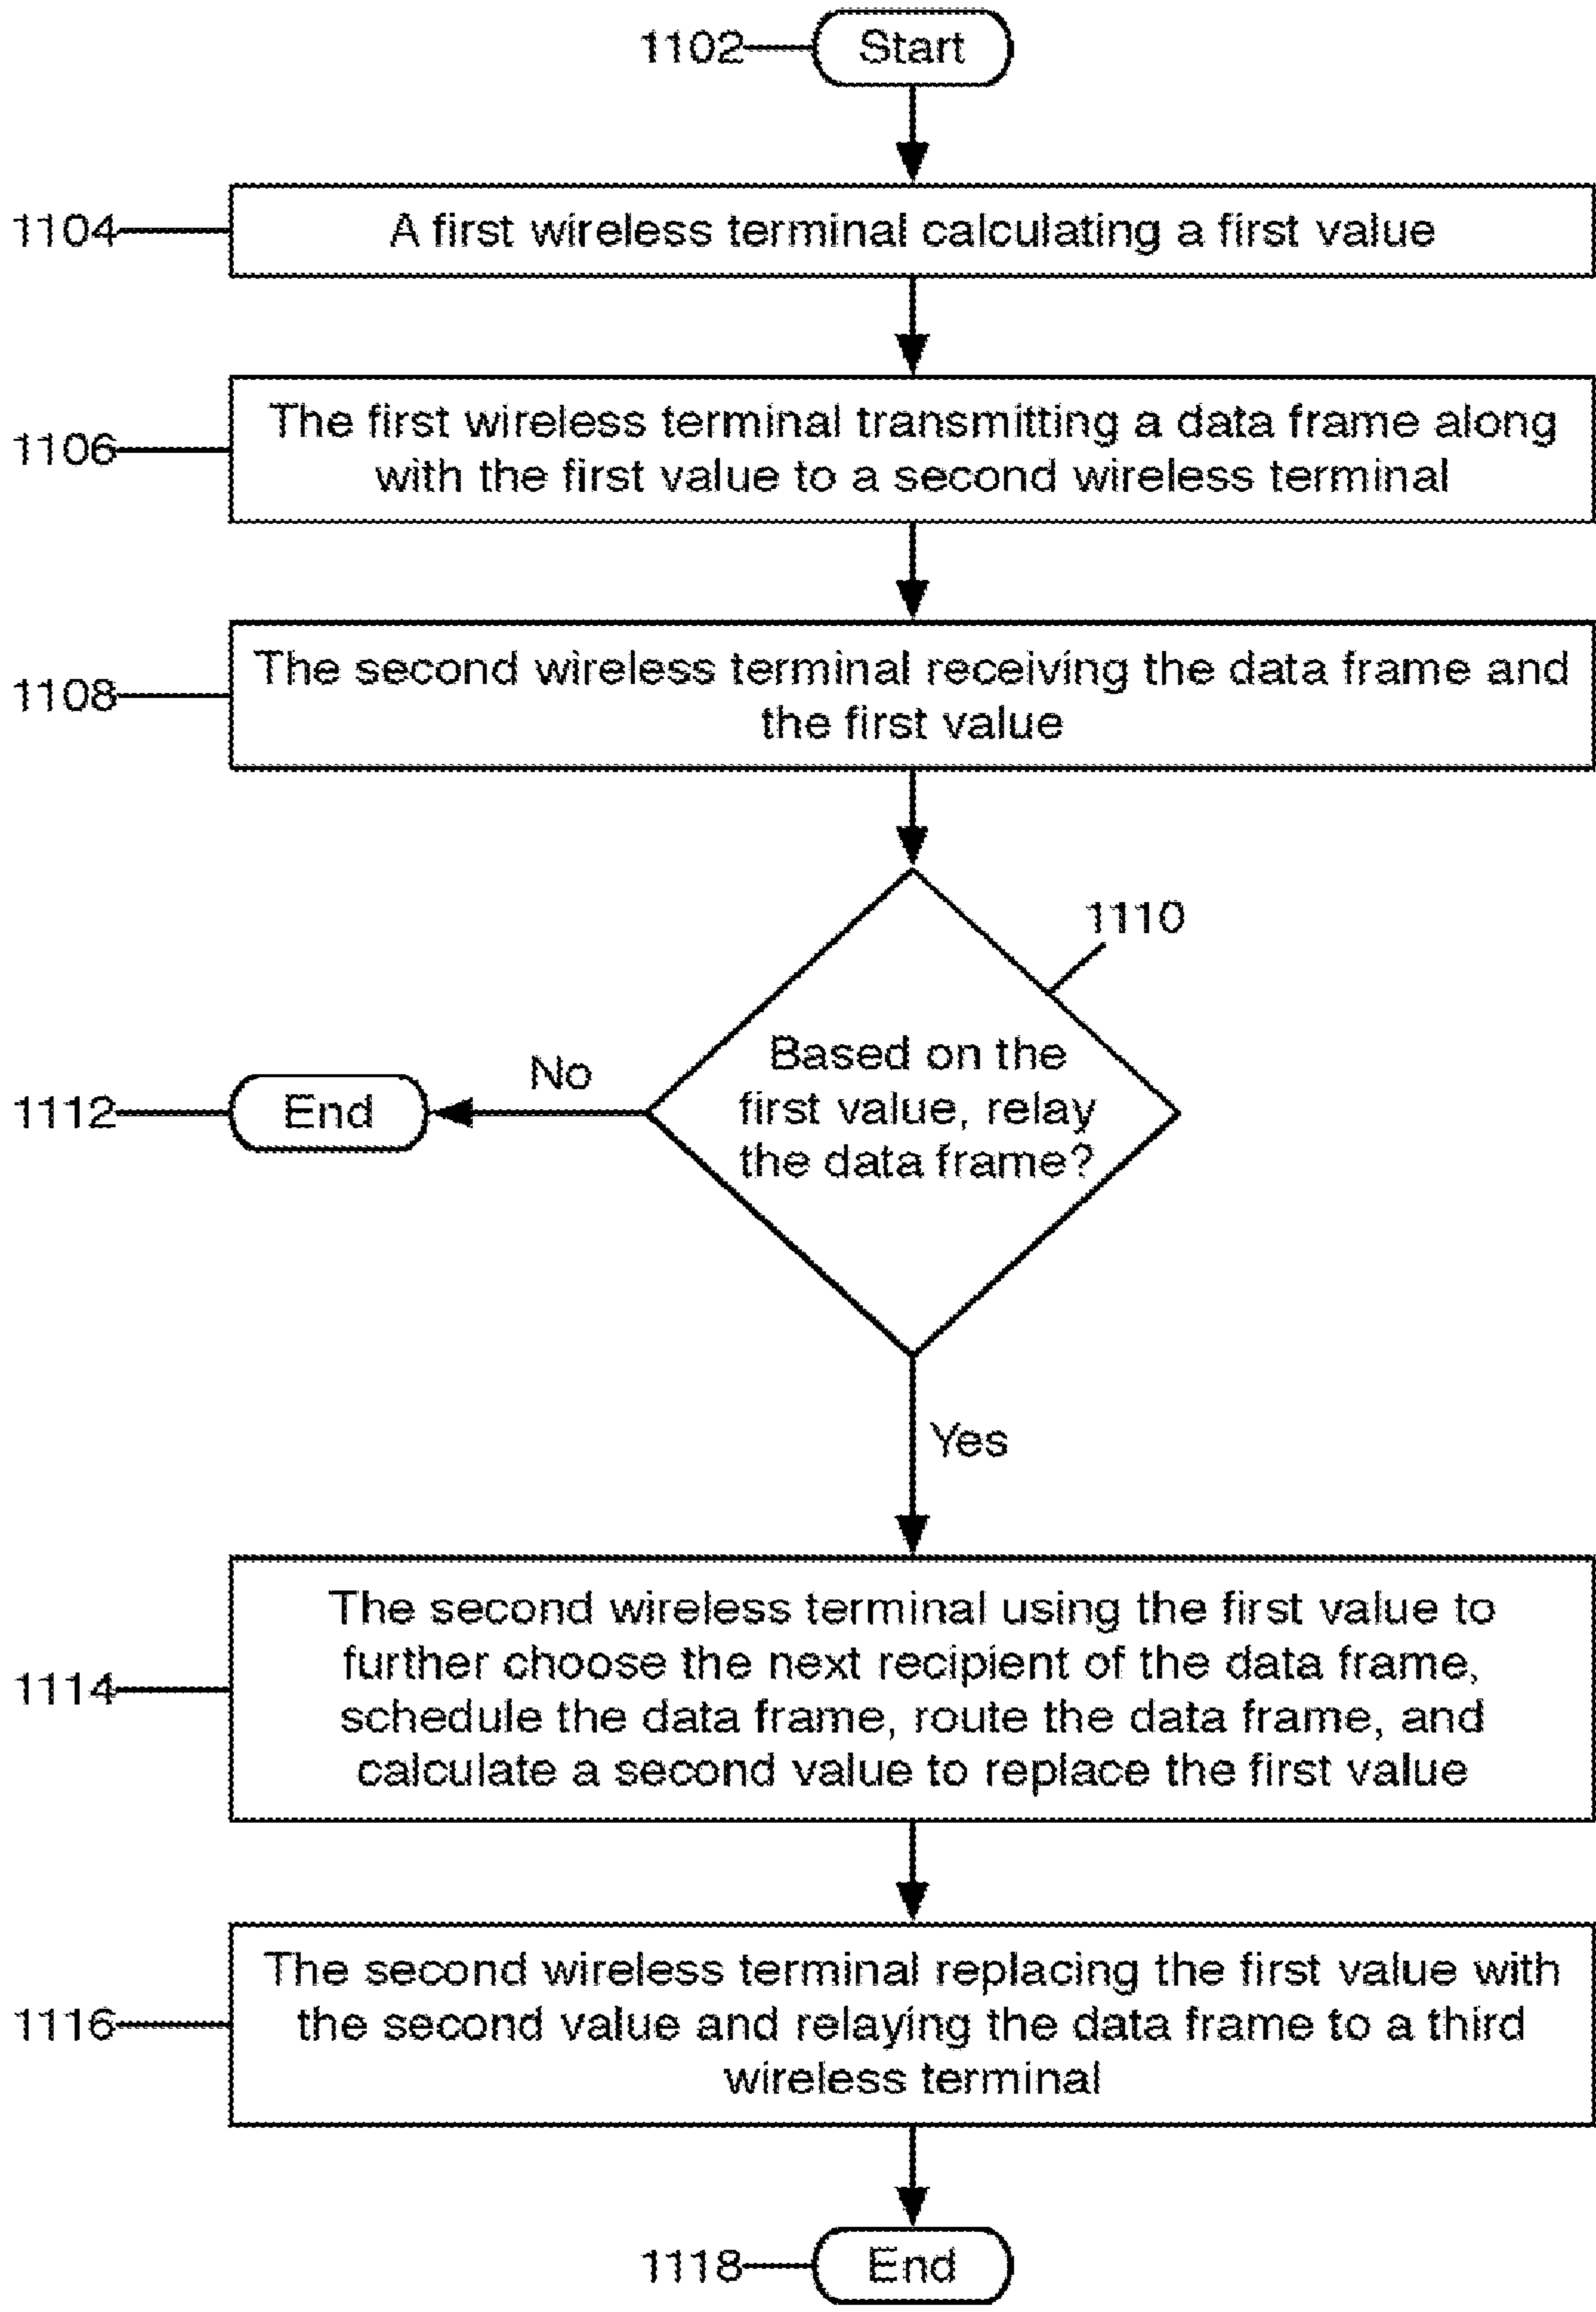 1102 Start
1104 A first wireless terminal calculating a first value
The first wireless terminal transmitting a data frame along
1106
with the first value to a second wireless terminal
The second wireless terminal receiving the data frame and
1108
the first value
1110
Based on the
first value, relay
the data frame?
No
1112 End
Yes
The second wireless terminal using the first value to
further choose the next recipient of the data frame,
1114
schedule the data frame, route the data frame, and
calculate a second value to replace the first value
The second wireless terminal replacing the first value with
1116 the second value and relaying the data frame to a third
wireless terminal
1118 End